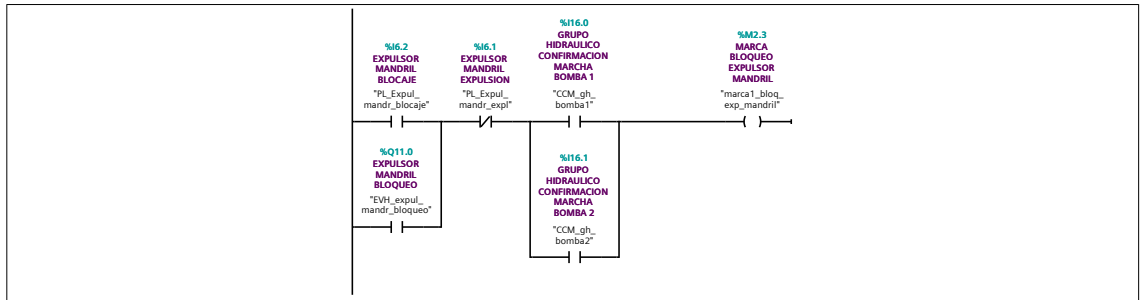 %I6.2
EXPULSOR
MANDRIL
BLOCAJE
"PL_Expul_
mandr_blocaje"
%I6.1
EXPULSOR
MANDRIL
EXPULSION
"PL_Expul_
mandr_expl"
%I16.0
GRUPO
HIDRAULICO
CONFIRMACION
MARCHA
BOMBA 1
"CCM_gh_
bomba1"
%M2.3
MARCA
BLOQUEO
EXPULSOR
MANDRIL
"marca1_bloq_
exp_mandril"
%Q11.0
EXPULSOR
MANDRIL
BLOQUEO
"EVH_expul_
mandr_bloqueo"
%I16.1
GRUPO
HIDRAULICO
CONFIRMACION
MARCHA
BOMBA 2
"CCM_gh_
bomba2"